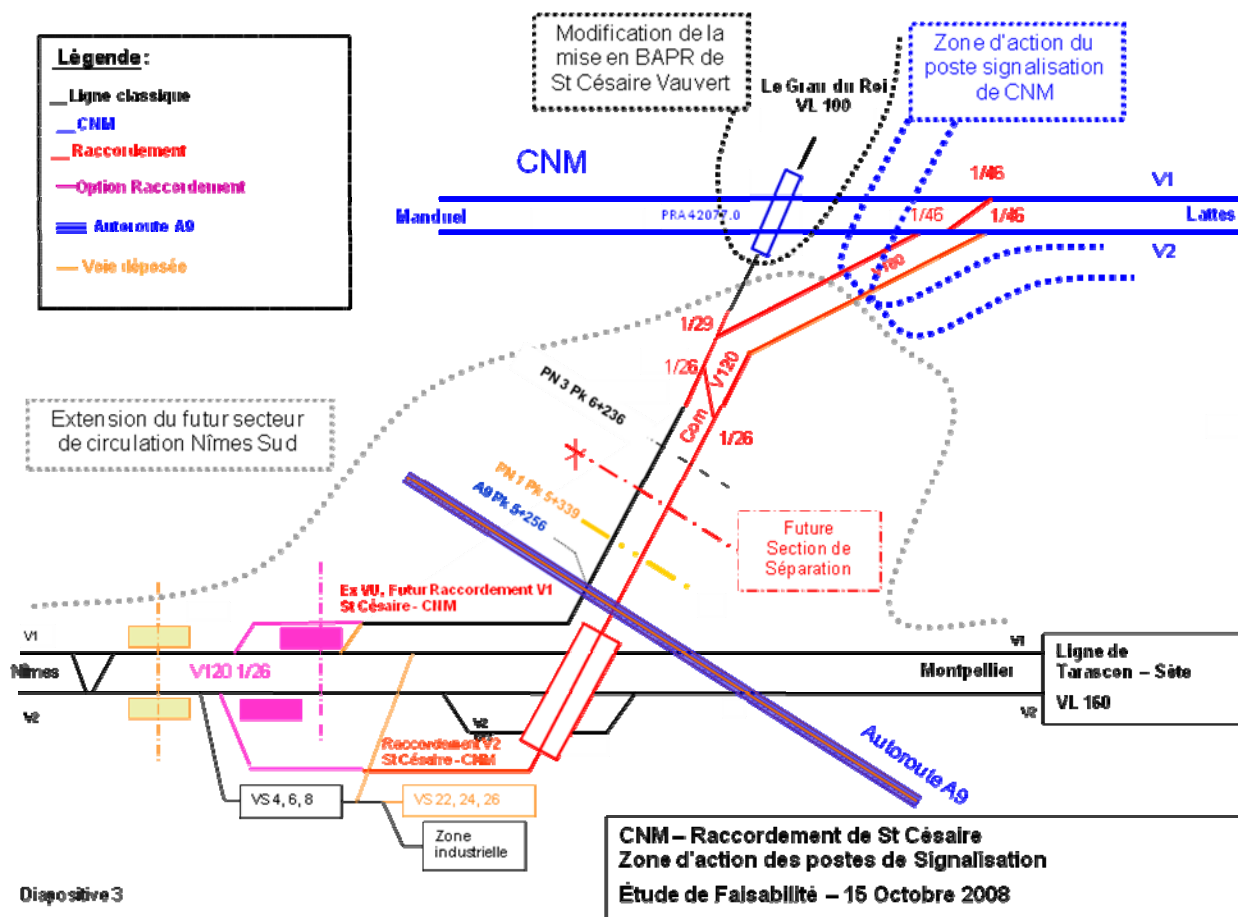 Légende :
Ligne classique
CNM
Raccordement
Option Raccordement
Autoroute A9
Voie déposée
Modification de la
mise en BAPR de
St Césaire Vauvert
Le Grau du Roi
VL 100
Zone d'action du
poste signalisation
de CNM
CNM
1/46
V1
Manduel
PRA 42077.0
1/46
1/46
Lattes
V2
1/29
1/26
V120
PN 3 Pk 6+236
Com
1/26
Extension du futur secteur
de circulation Nîmes Sud
PN 1 Pk 5+339
A9 Pk 5+256
Future
Section de
Séparation
Ex VU, Futur Raccordement V1
St Césaire - CNM
V1
V1
Nîmes
V120 1/26
Montpellier
Ligne de
Tarascon – Sète
VL 160
V2
V2
V2
Raccordement V2
St Césaire - CNM
Autoroute A9
VS 4, 6, 8
VS 22, 24, 26
Zone
industrielle
CNM – Raccordement de St Césaire
Zone d'action des postes de Signalisation
Étude de Faisabilité – 15 Octobre 2008
Diapositive 3